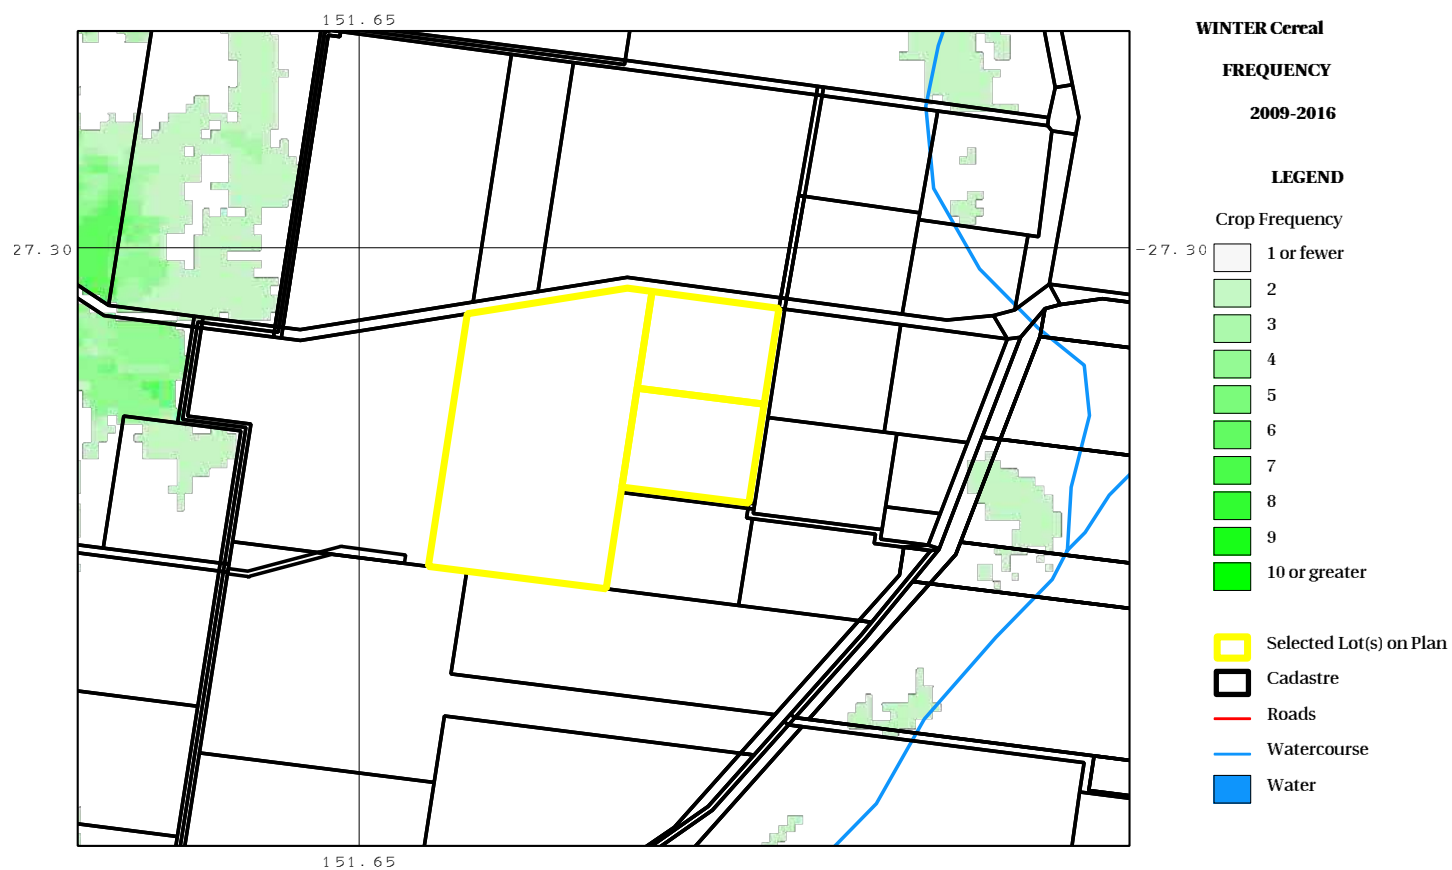 151.65
WINTER Cereal
FREQUENCY
2009-2016
LEGEND
Crop Frequency
27.30
-27.30
1 or fewer
2
3
4
5
6
7
8
9
10 or greater
Selected Lot(s) on Plan
Cadastre
Roads
Watercourse
Water
151.65